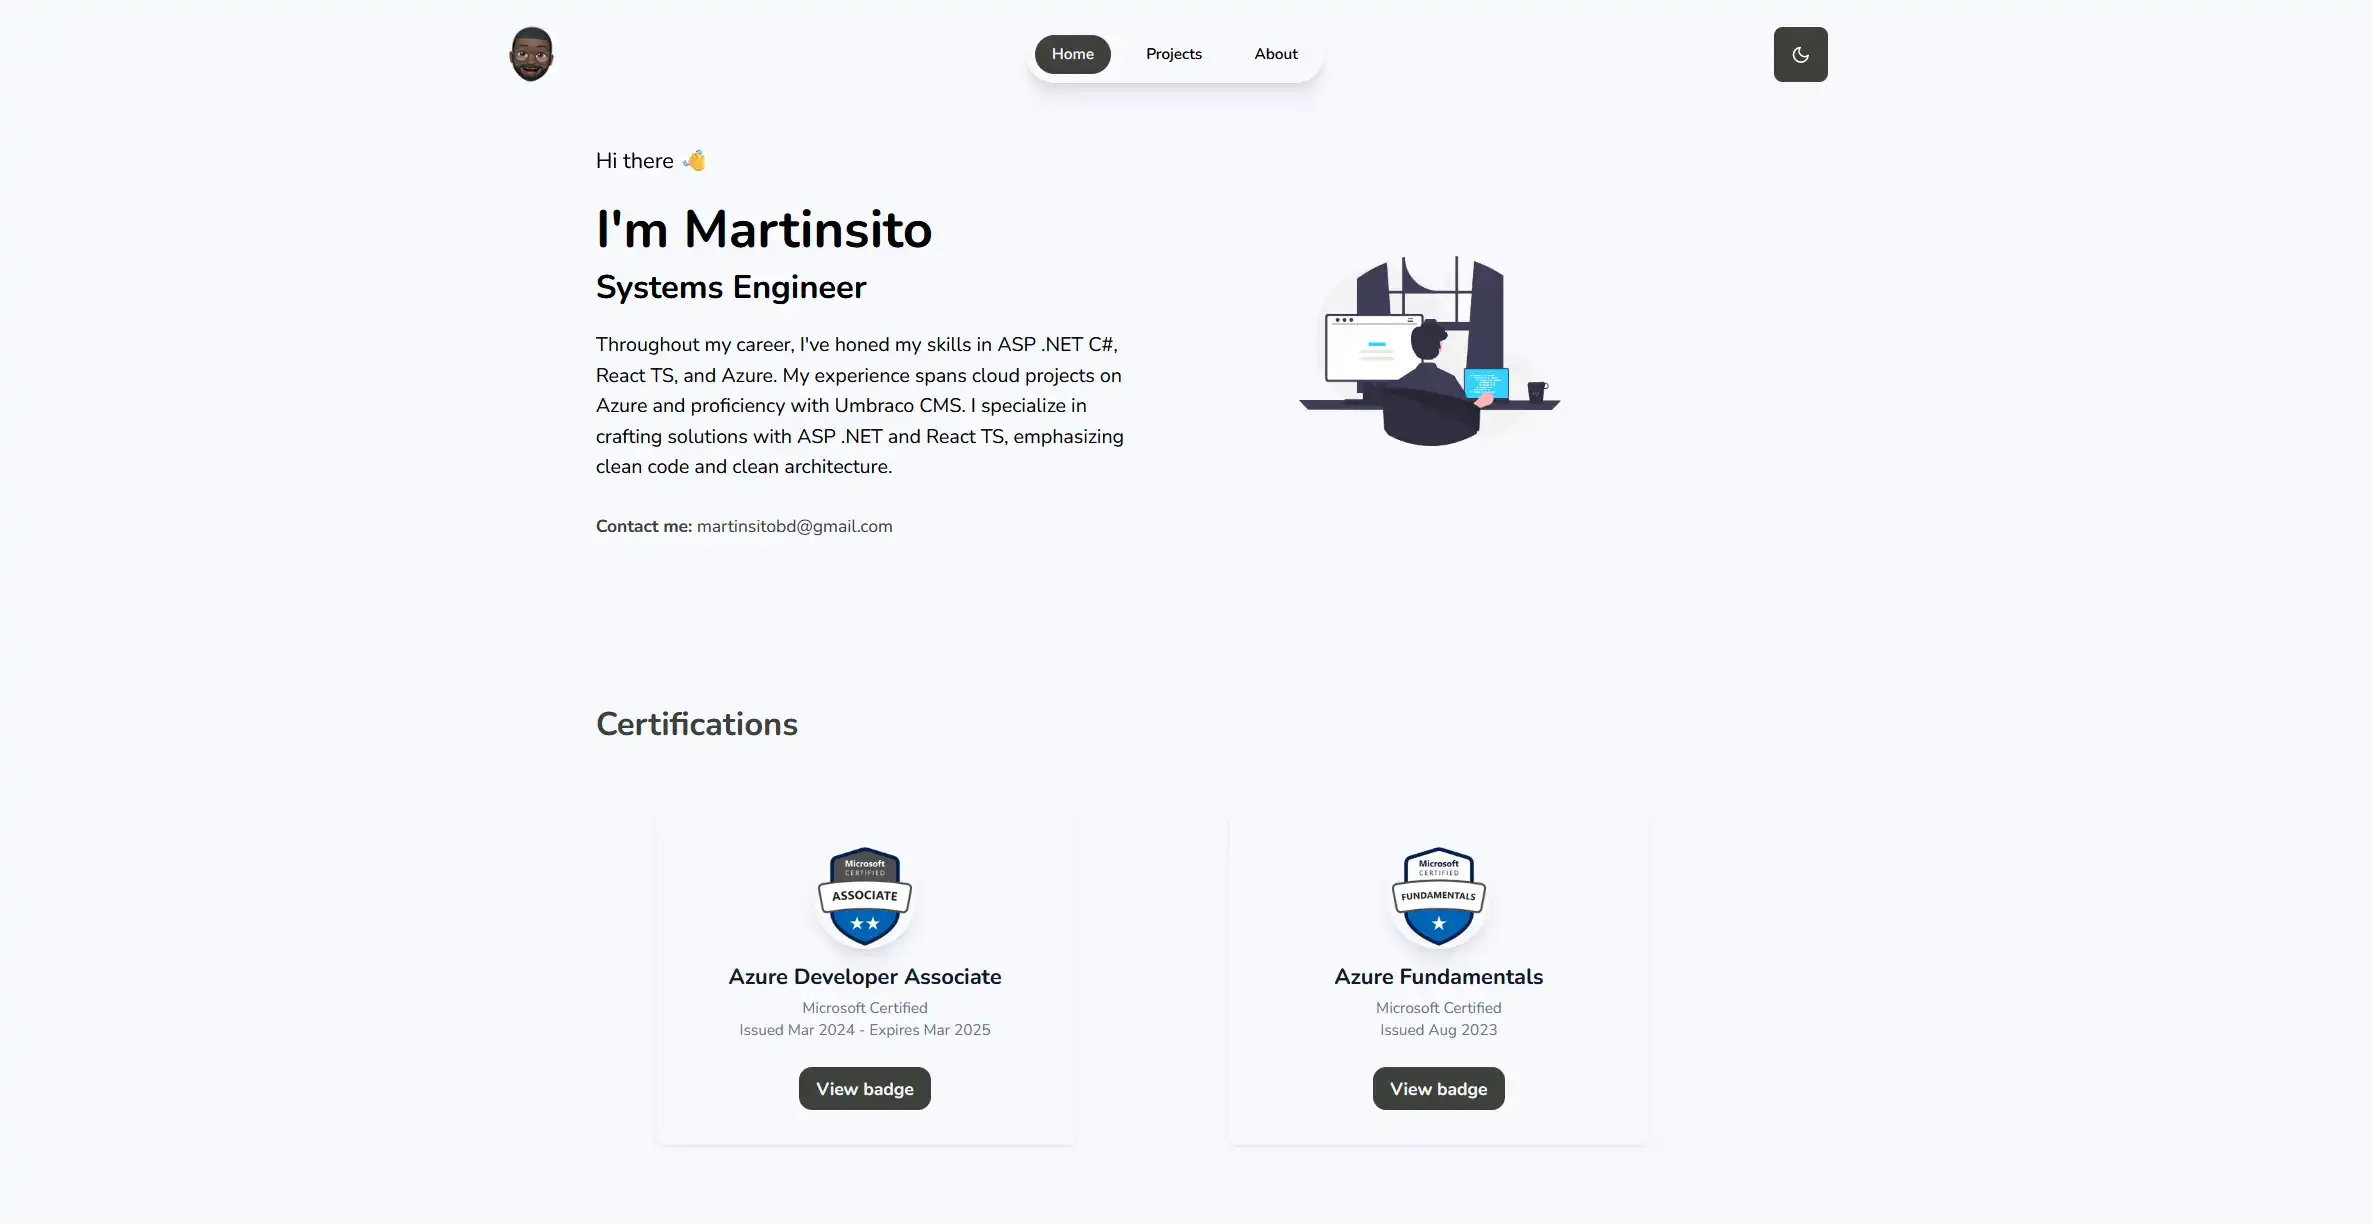 Home Projects About
Hi there 👋
I'm Martinsito
Systems Engineer
Throughout my career, I've honed my skills in ASP .NET C#,
React TS, and Azure. My experience spans cloud projects on
Azure and proficiency with Umbraco CMS. I specialize in
crafting solutions with ASP .NET and React TS, emphasizing
clean code and clean architecture.
Contact me: martinsitobd@gmail.com
Certifications
Microsoft
CERTIFIED
ASSOCIATE
Azure Developer Associate
Microsoft Certified
Issued Mar 2024 - Expires Mar 2025
View badge
Microsoft
CERTIFIED
FUNDAMENTALS
Azure Fundamentals
Microsoft Certified
Issued Aug 2023
View badge